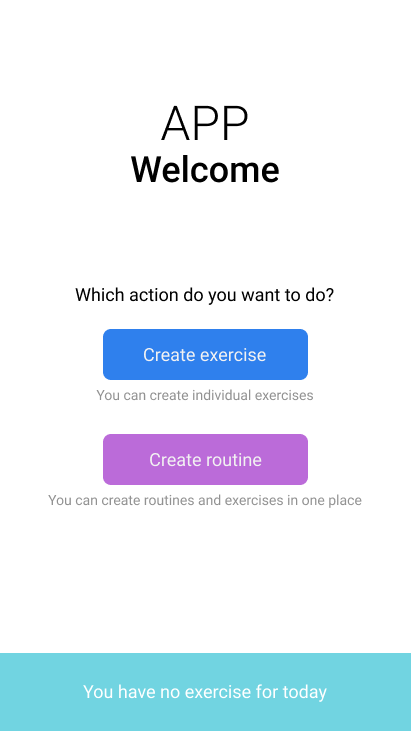 APP
Welcome
Which action do you want to do?
Create exercise
You can create individual exercises
Create routine
You can create routines and exercises in one place
You have no exercise for today